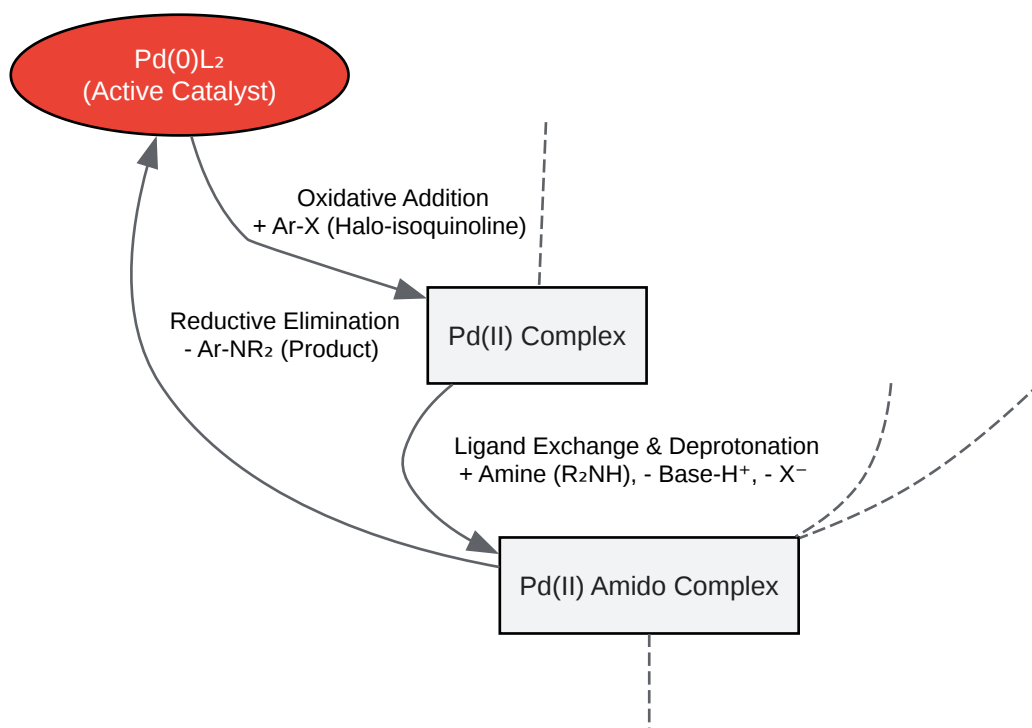 Pd(0)L₂
(Active Catalyst)
Oxidative Addition
+ Ar-X (Halo-isoquinoline)
Reductive Elimination
- Ar-NR₂ (Product)
Pd(II) Complex
Ligand Exchange & Deprotonation
+ Amine (R₂NH), - Base-H⁺, - X⁻
Pd(II) Amido Complex